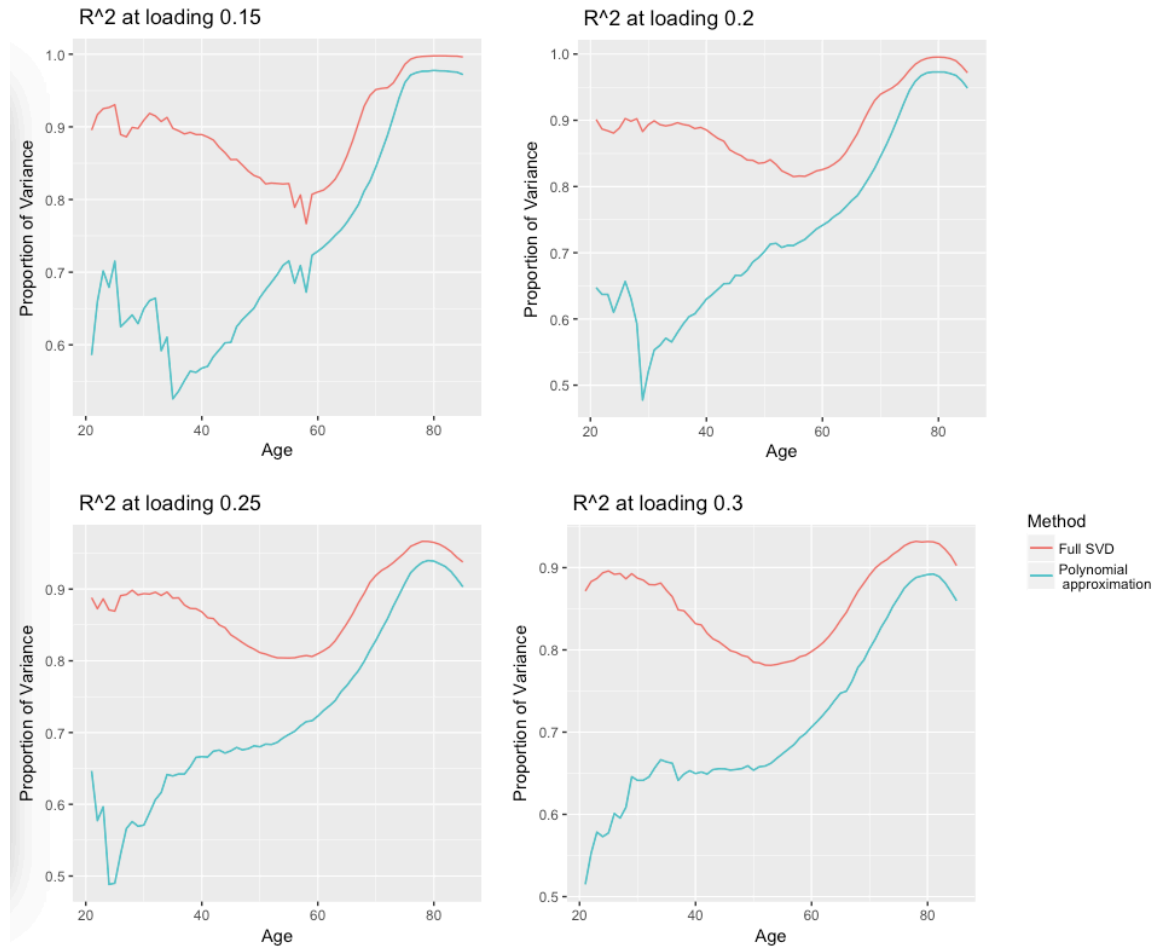 R^2 at loading 0.15
1.0
0.9
0.8
0.7
0.6
Proportion of Variance
20 40 60 80
Age
R^2 at loading 0.2
1.0
0.9
0.8
0.7
0.6
0.5
Proportion of Variance
20 40 60 80
Age
R^2 at loading 0.25
0.9
0.8
0.7
0.6
0.5
Proportion of Variance
20 40 60 80
Age
R^2 at loading 0.3
0.9
0.8
0.7
0.6
0.5
Proportion of Variance
20 40 60 80
Age
Method
Full SVD
Polynomial
approximation